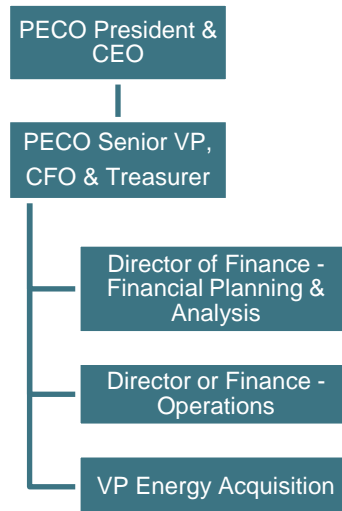 PECO President &
CEO
PECO Senior VP,
CFO & Treasurer
Director of Finance -
Financial Planning &
Analysis
Director or Finance -
Operations
VP Energy Acquisition